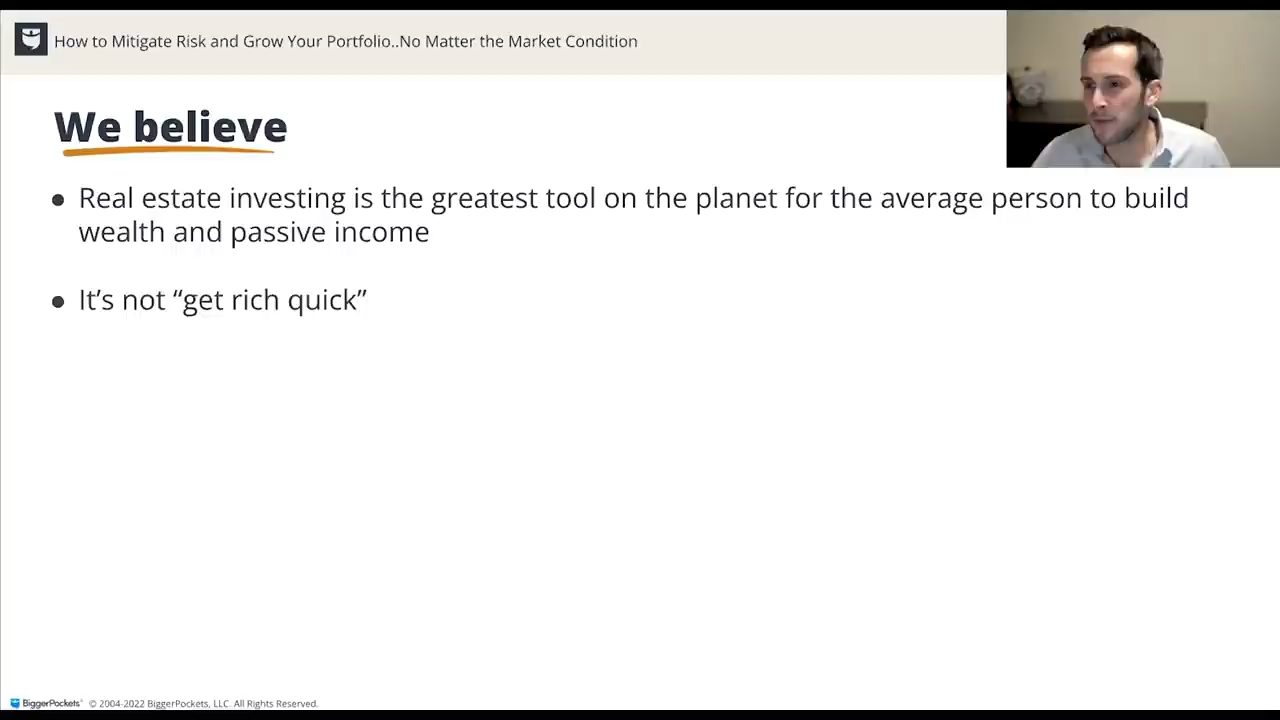 How to Mitigate Risk and Grow Your Portfolio..No Matter the Market Condition
We believe
● Real estate investing is the greatest tool on the planet for the average person to build
wealth and passive income
● It’s not “get rich quick”
BiggerPockets © 2004-2022 BiggerPockets, LLC. All Rights Reserved.